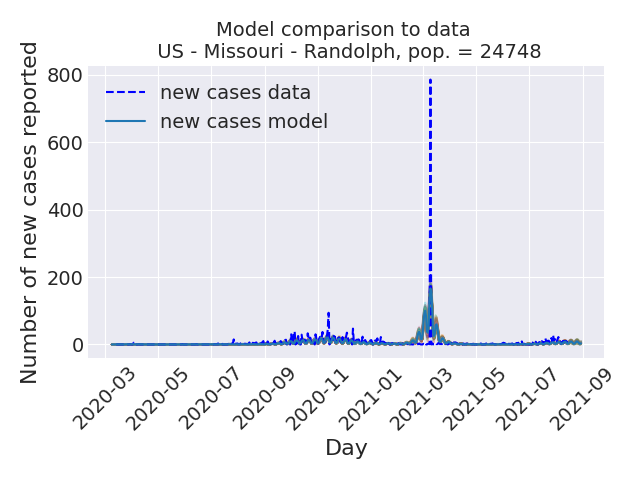 Model comparison to data
US - Missouri - Randolph, pop. = 24748
Number of new cases reported
800
600
400
200
0
new cases data
new cases model
2020-03
2020-05
2020-07
2020-09
2020-11
2021-01
2021-03
2021-05
2021-07
2021-09
Day